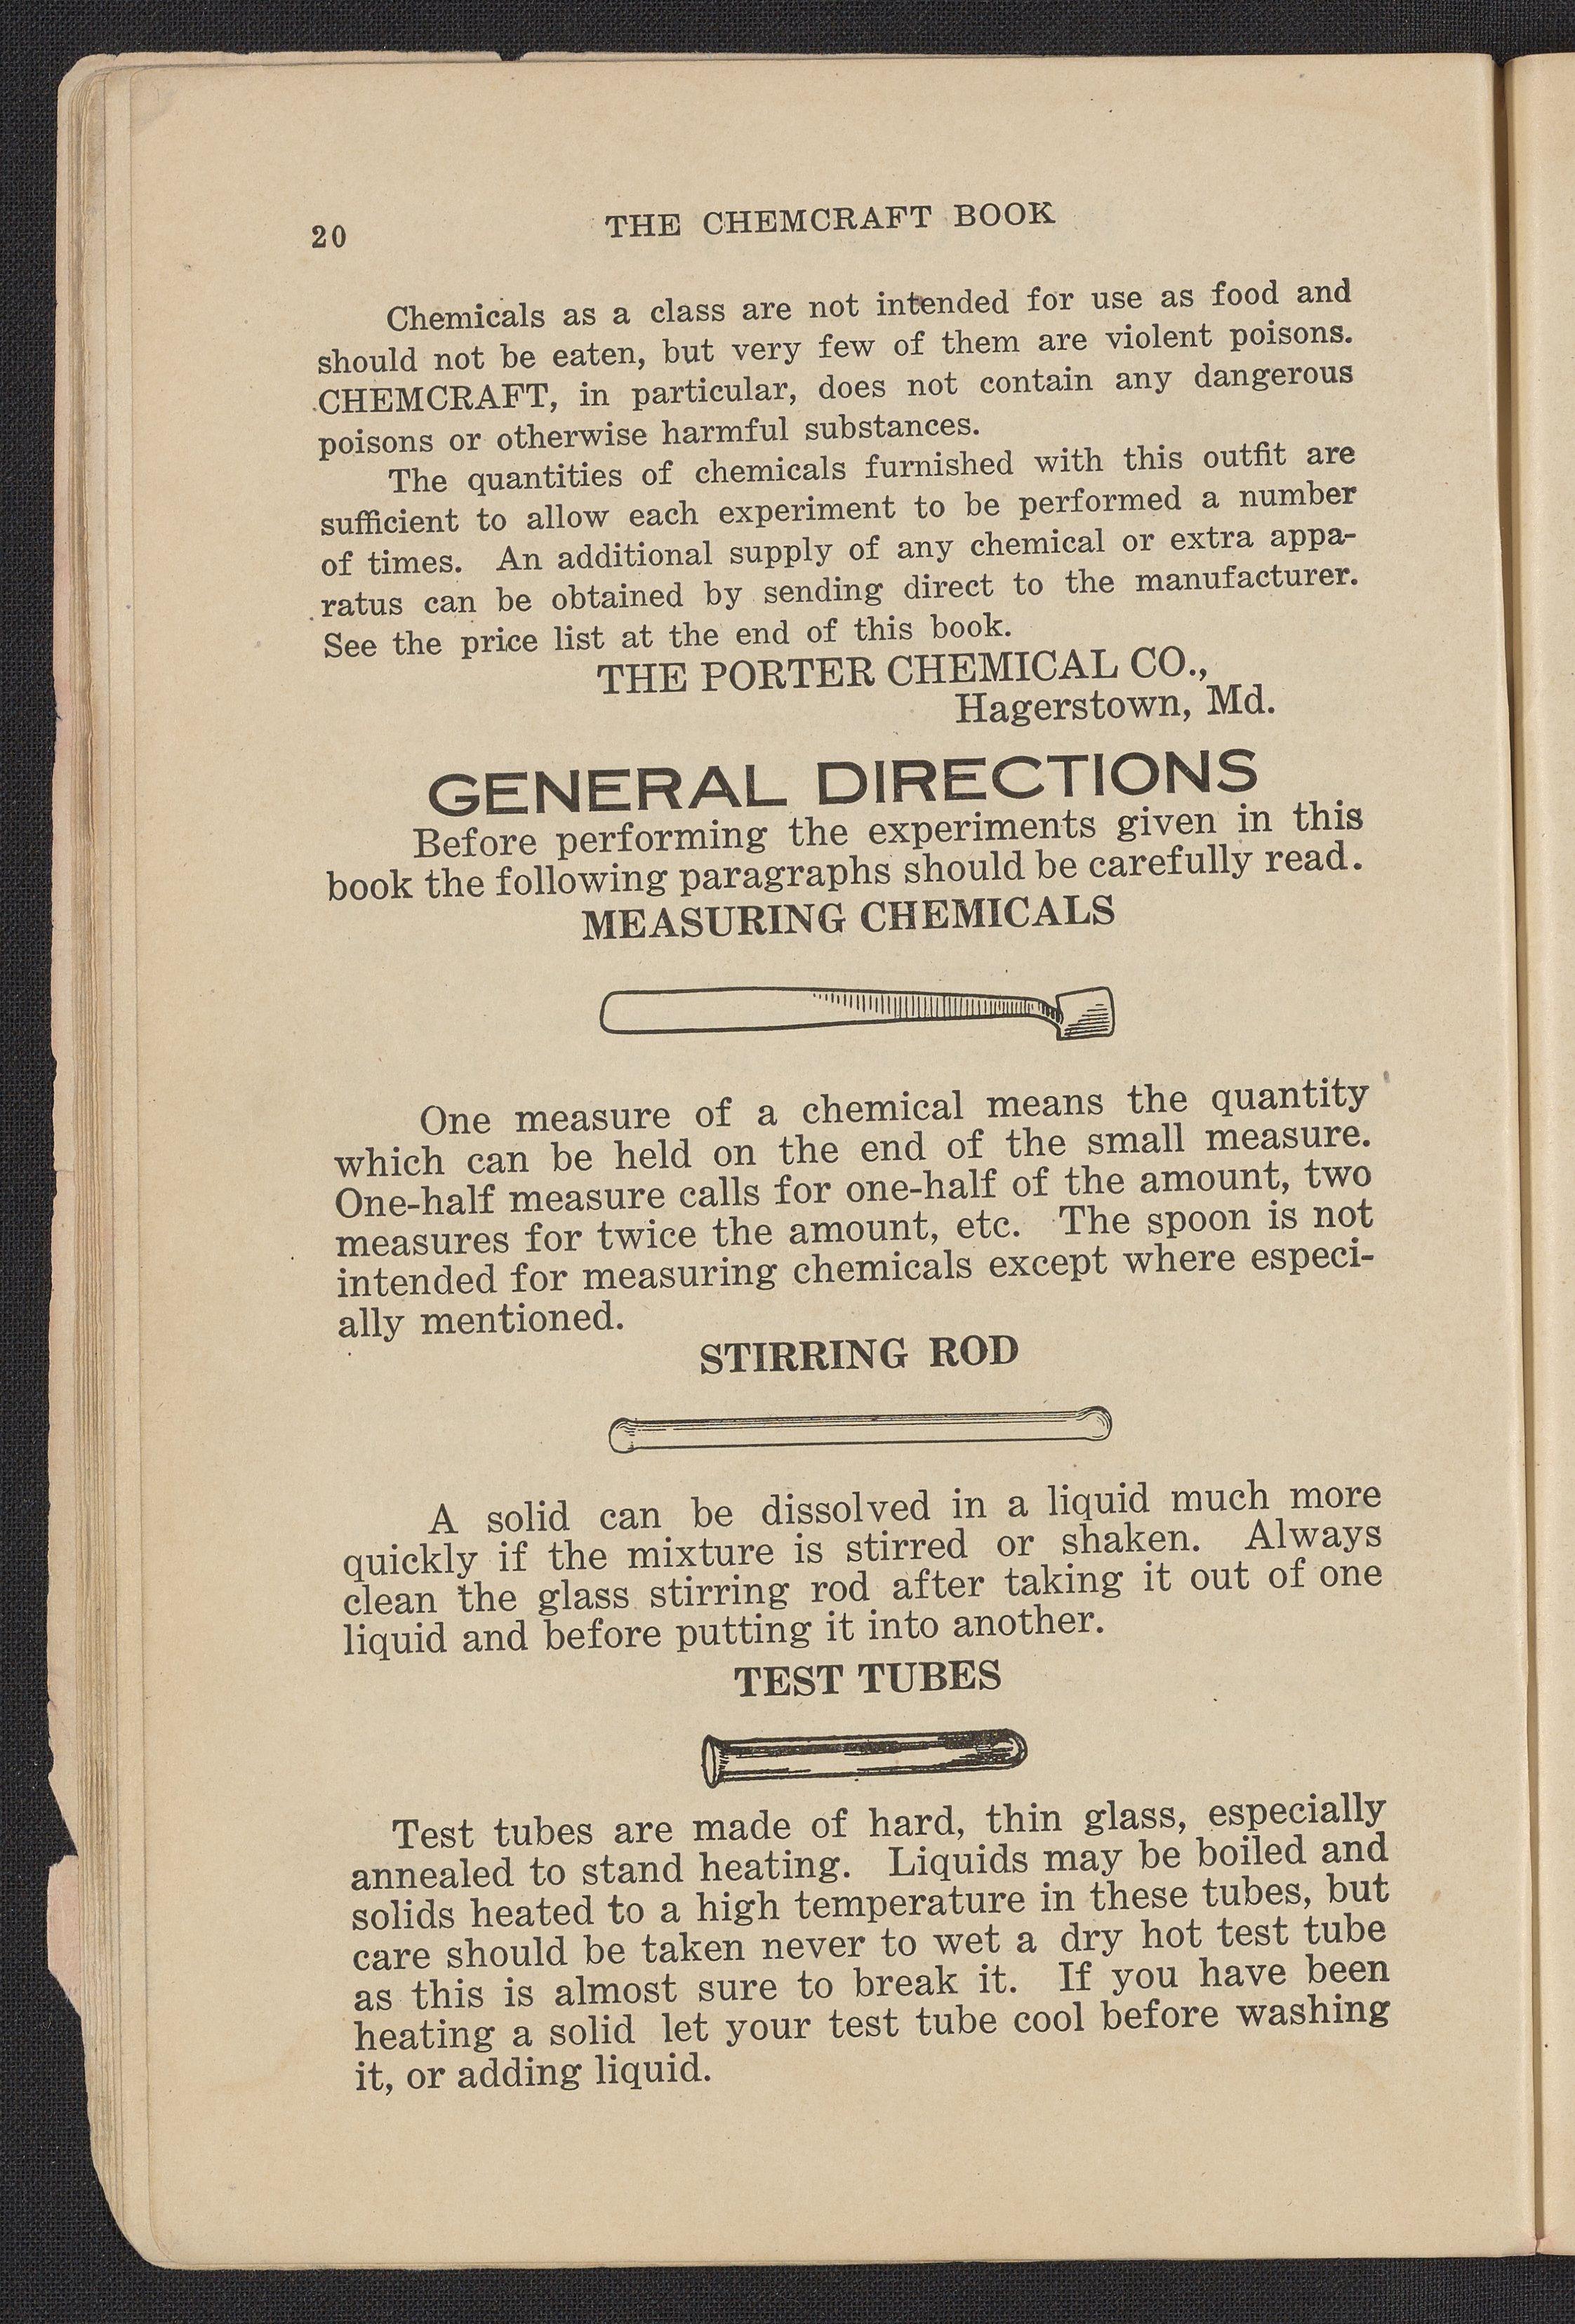 20
THE CHEMCRAFT BOOK
Chemicals as a class are not intended for use as food and
should not be eaten, but very few of them are violent poisons.
CHEMCRAFT, in particular, does not contain any dangerous
poisons or otherwise harmful substances.
The quantities of chemicals furnished with this outfit are
sufficient to allow each experiment to be performed a number
of times. An additional supply of any chemical or extra appa-
ratus can be obtained by sending direct to the manufacturer.
See the price list at the end of this book.
THE PORTER CHEMICAL CO.,
Hagerstown, Md.
GENERAL DIRECTIONS
Before performing the experiments given in this
book the following paragraphs should be carefully read.
MEASURING CHEMICALS
One measure of a chemical means the quantity
which can be held on the end of the small measure.
One-half measure calls for one-half of the amount, two
measures for twice the amount, etc. The spoon is not
intended for measuring chemicals except where especi-
ally mentioned.
STIRRING ROD
A solid can be dissolved in a liquid much more
quickly if the mixture is stirred or shaken. Always
clean the glass stirring rod after taking it out of one
liquid and before putting it into another.
TEST TUBES
Test tubes are made of hard, thin glass, especially
annealed to stand heating. Liquids may be boiled and
solids heated to a high temperature in these tubes, but
care should be taken never to wet a dry hot test tube
as this is almost sure to break it. If you have been
heating a solid let your test tube cool before washing
it, or adding liquid.